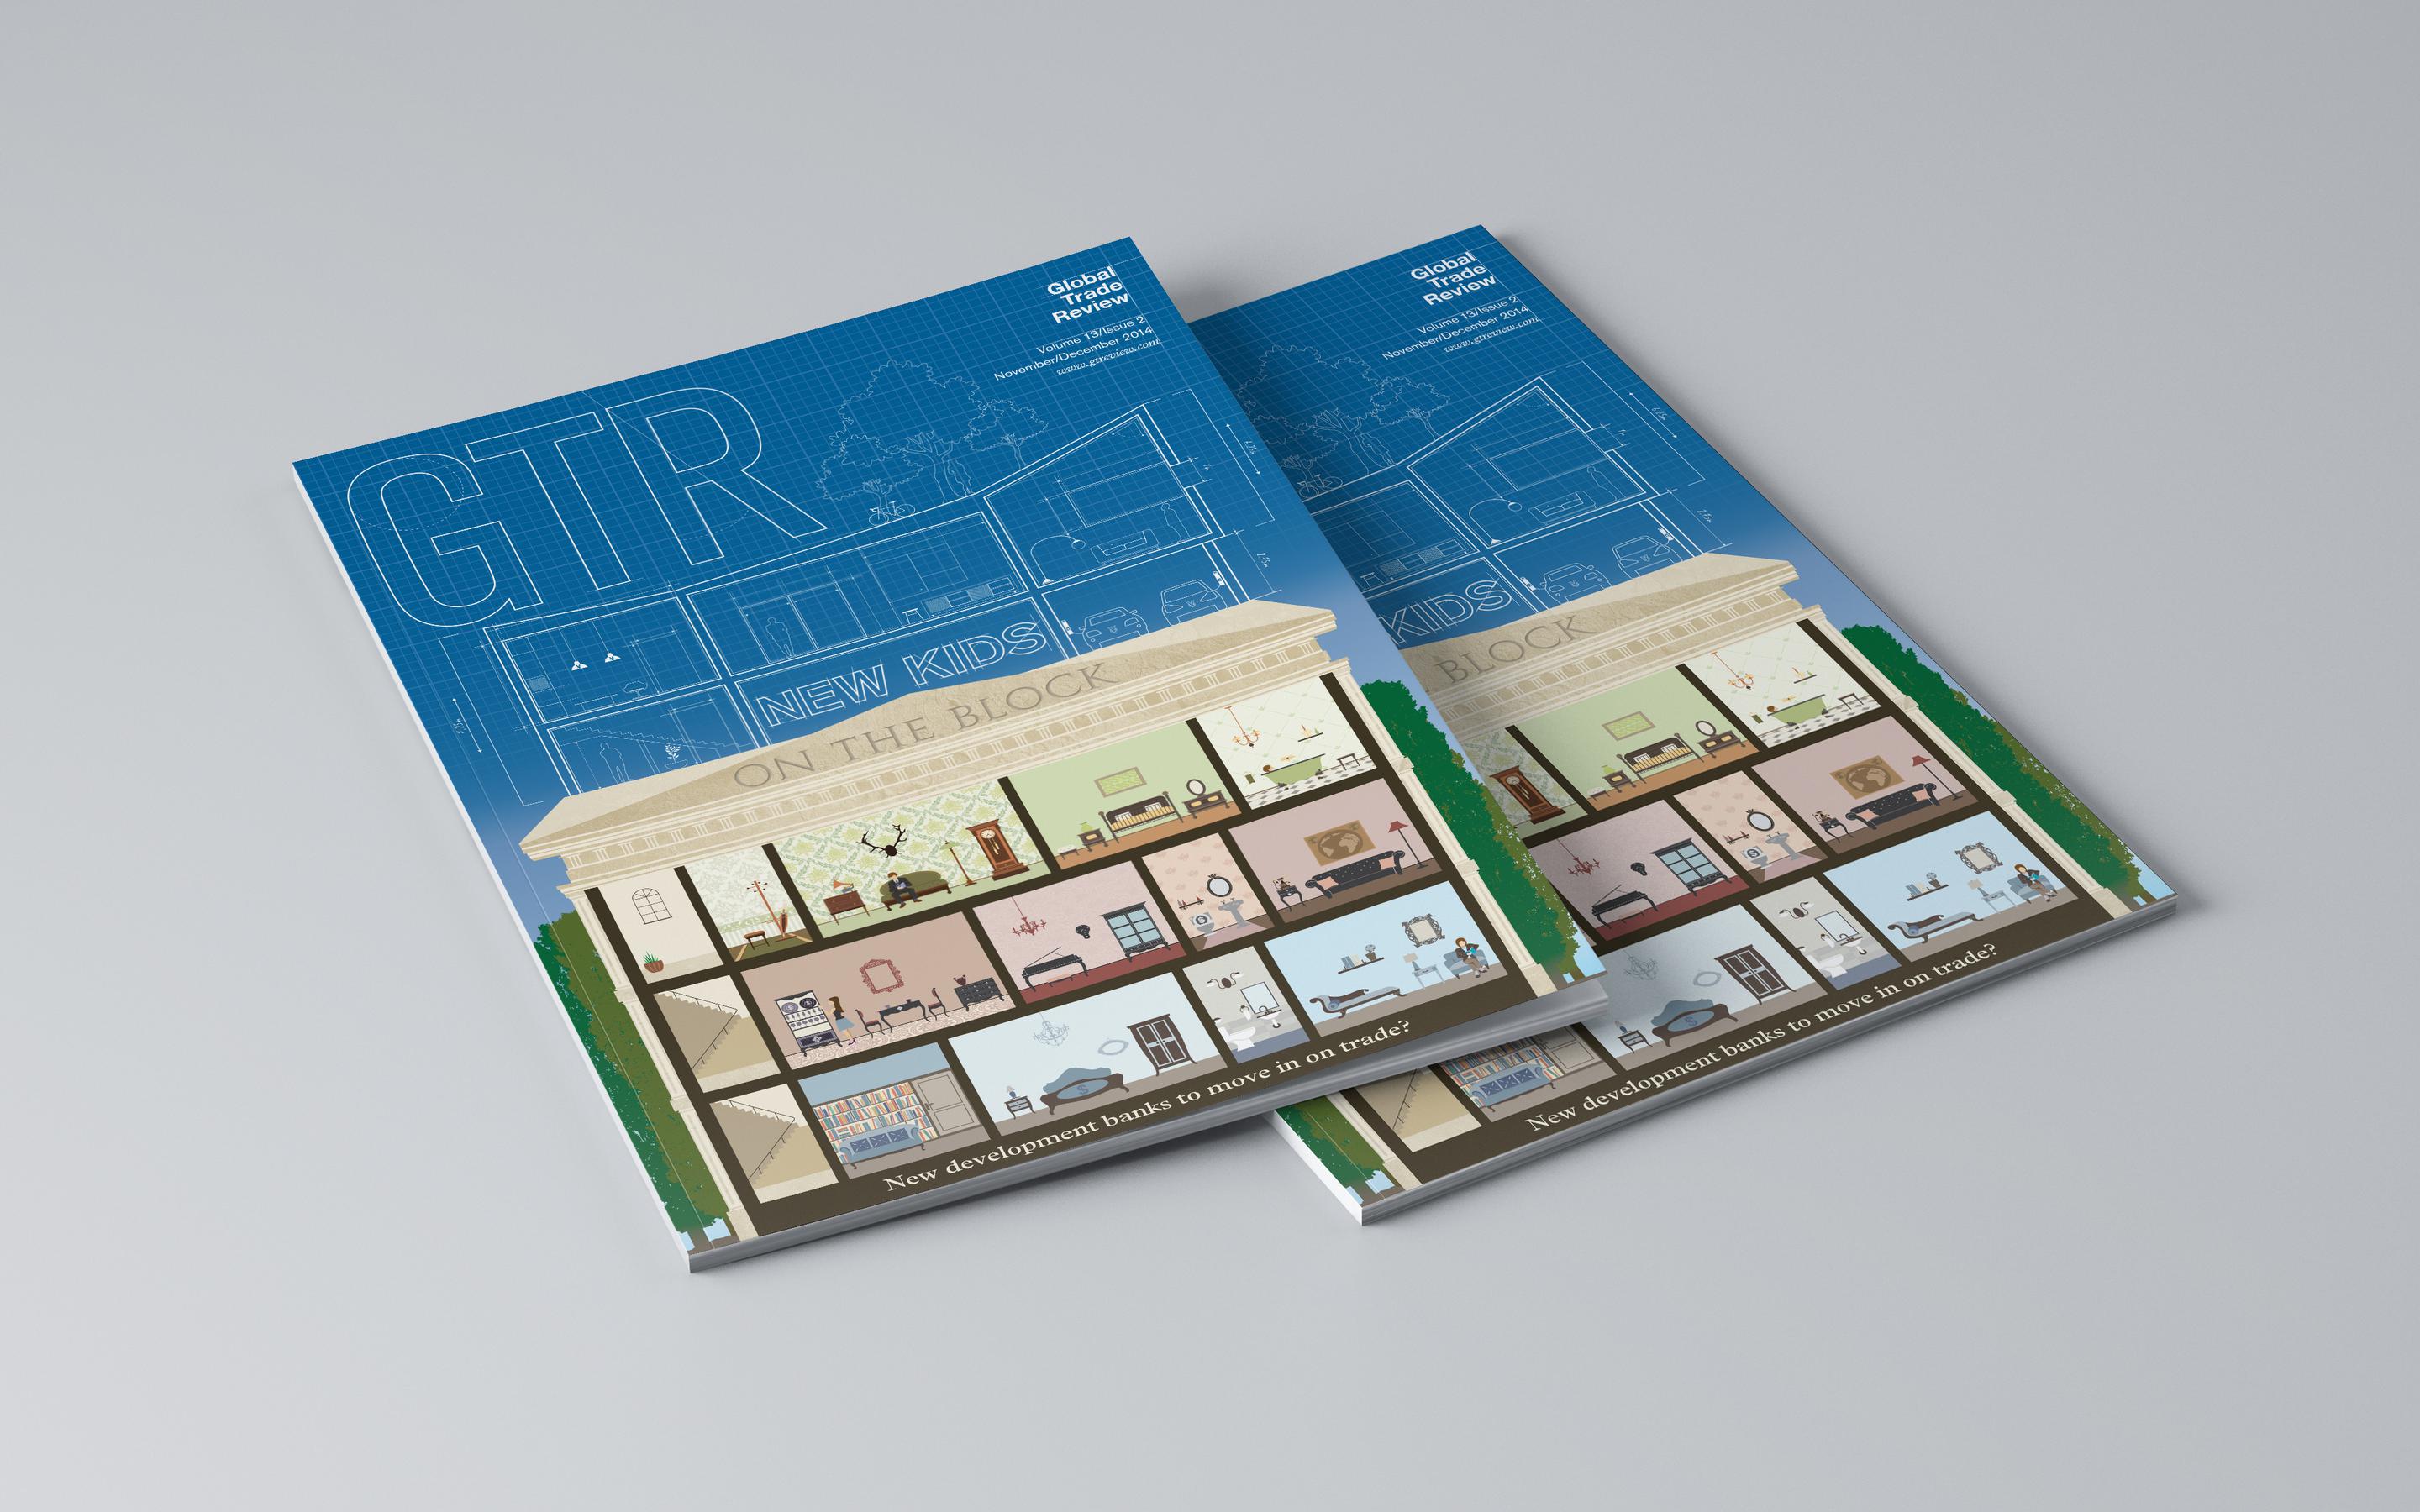 Global
Trade
Review
Volume 13/Issue 2
November/December 2014
www.gtreview.com
GTR
NEW KIDS
ON THE BLOCK
New development banks to move in on trade?
Global
Trade
Review
Volume 13/Issue 2
November/December 2014
www.gtreview.com
KIDS
BLOCK
New development banks to move in on trade?